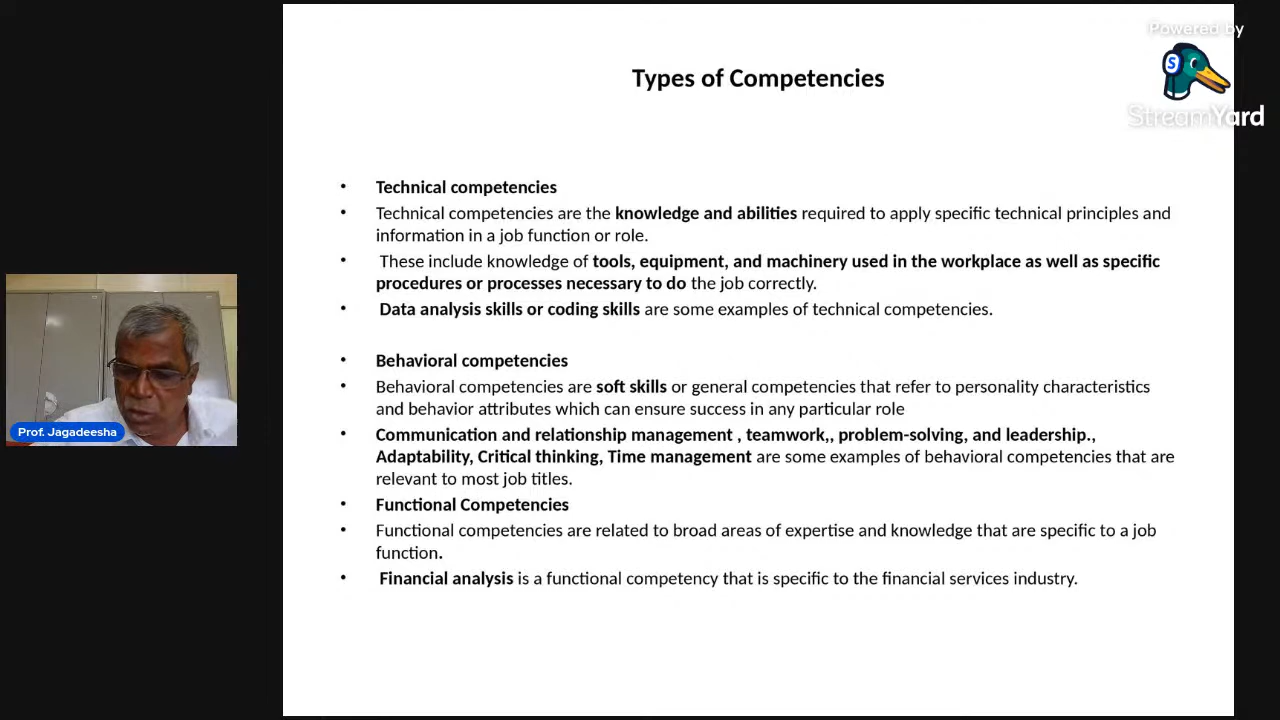 Powered by
StreamYard
Types of Competencies
• Technical competencies
• Technical competencies are the knowledge and abilities required to apply specific technical principles and
information in a job function or role.
• These include knowledge of tools, equipment, and machinery used in the workplace as well as specific
procedures or processes necessary to do the job correctly.
• Data analysis skills or coding skills are some examples of technical competencies.
• Behavioral competencies
• Behavioral competencies are soft skills or general competencies that refer to personality characteristics
and behavior attributes which can ensure success in any particular role
• Communication and relationship management , teamwork,, problem-solving, and leadership.,
Adaptability, Critical thinking, Time management are some examples of behavioral competencies that are
relevant to most job titles.
• Functional Competencies
• Functional competencies are related to broad areas of expertise and knowledge that are specific to a job
function.
• Financial analysis is a functional competency that is specific to the financial services industry.
Prof. Jagadeesha